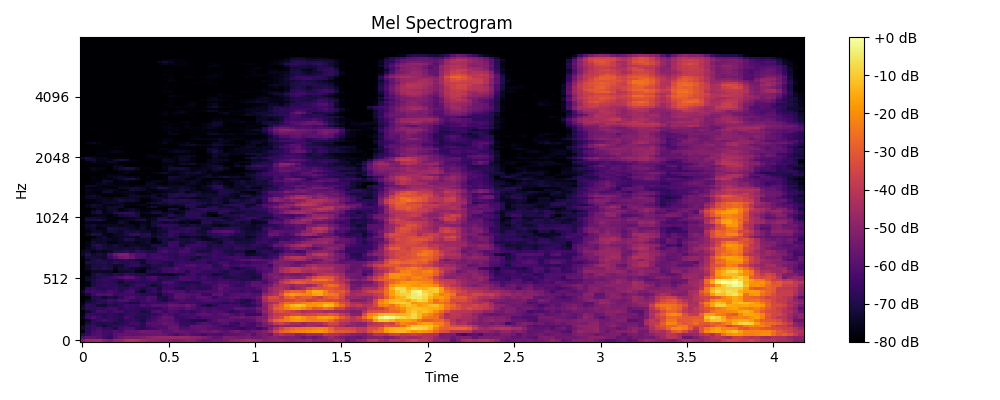 Mel Spectrogram
Hz
4096
2048
1024
512
0
0
0.5
1
1.5
2
2.5
3
3.5
4
Time
+0 dB
-10 dB
-20 dB
-30 dB
-40 dB
-50 dB
-60 dB
-70 dB
-80 dB